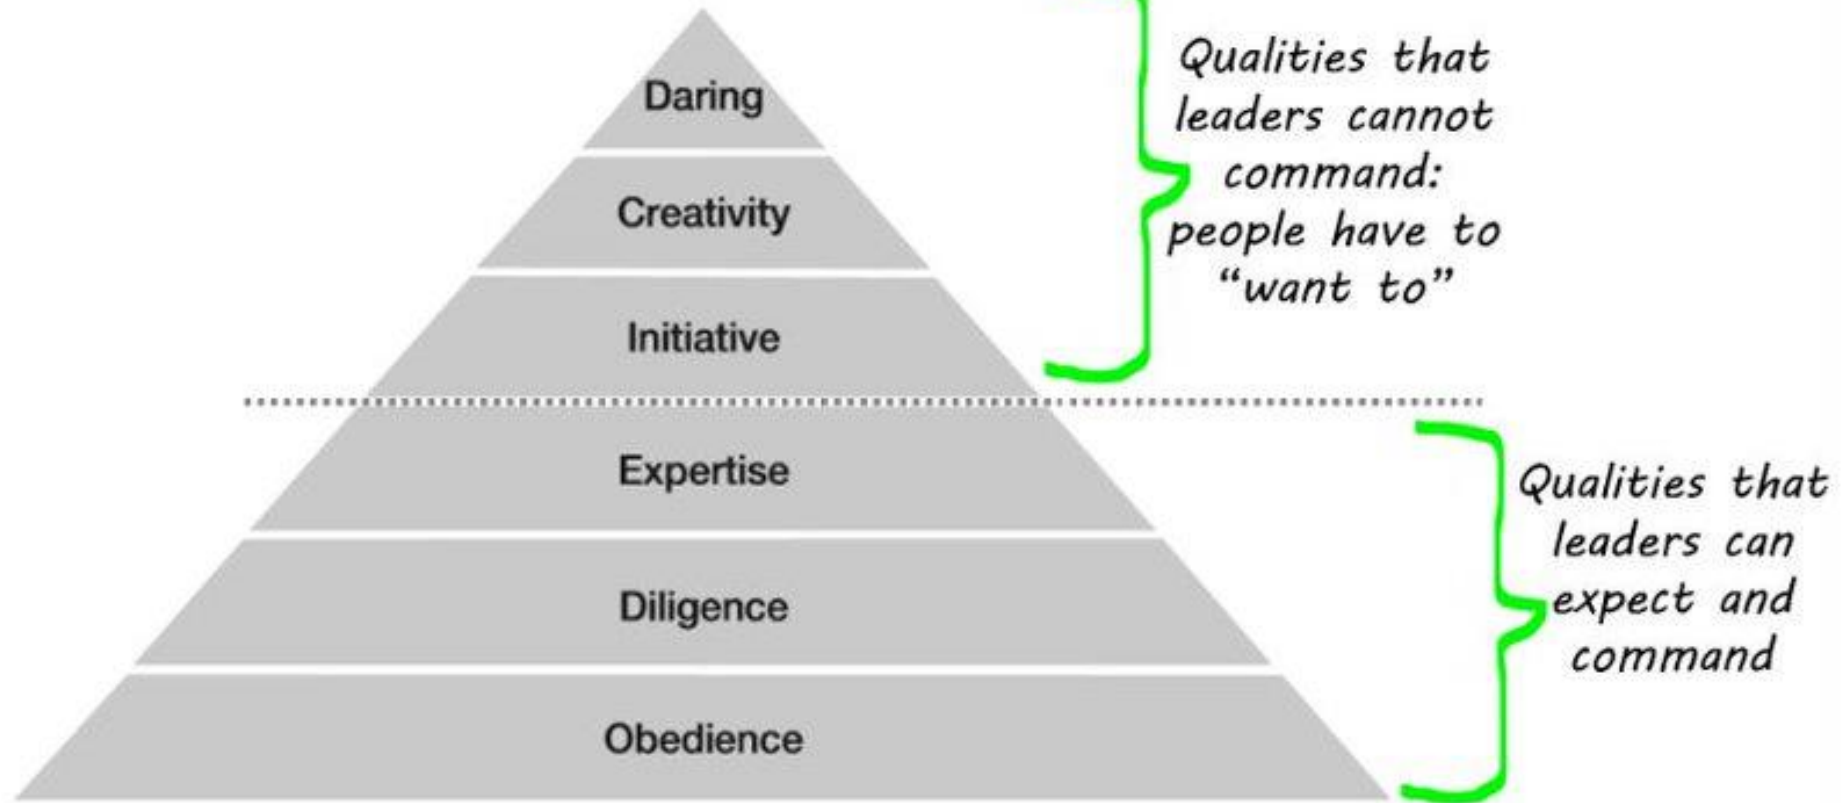 Daring
Creativity
Initiative
Expertise
Diligence
Obedience
Qualities that
leaders cannot
command:
people have to
“want to”
Qualities that
leaders can
expect and
command